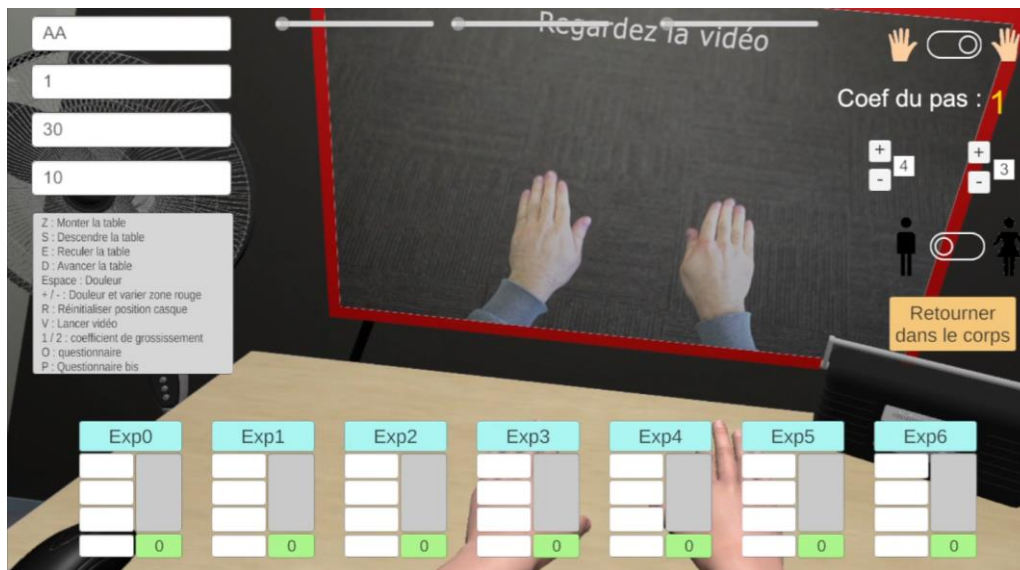 AA
1
30
10
Z : Monter la table
S : Descendre la table
E : Reculer la table
D : Avancer la table
Espace : Douleur
+ / - : Douleur et varier zone rouge
R : Réinitialiser position casque
V : Lancer vidéo
1 / 2 : coefficient de grossissement
O : questionnaire
P : Questionnaire bis
Regardez la vidéo
Coef du pas : 1
+ +
4 3
- -
Retourner
dans le corps
Exp0 Exp1 Exp2 Exp3 Exp4 Exp5 Exp6
0 0 0 0 0 0 0